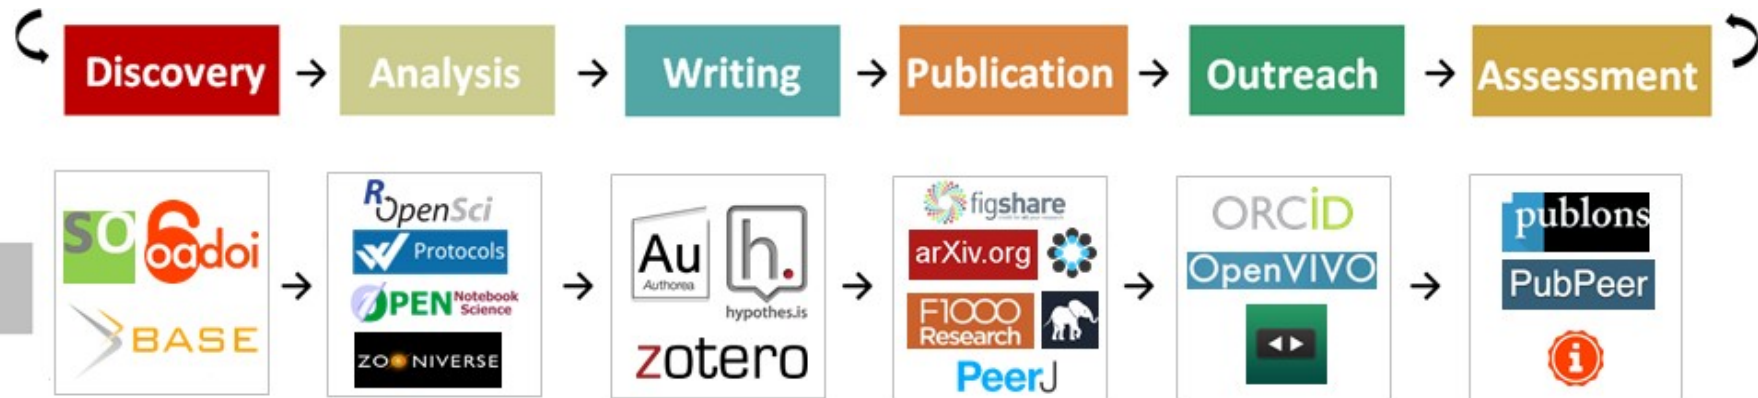 Discovery
Analysis
Writing
Publication
Outreach
Assessment
SO
oadoi
BASE
ROpenSci
Protocols
OPEN Notebook
Science
ZOONIVERSE
Au
Authorea
h.
hypothes.is
zotero
figshare
arXiv.org
F1000
Research
PeerJ
ORCiD
OpenVIVO
publons
PubPeer
i